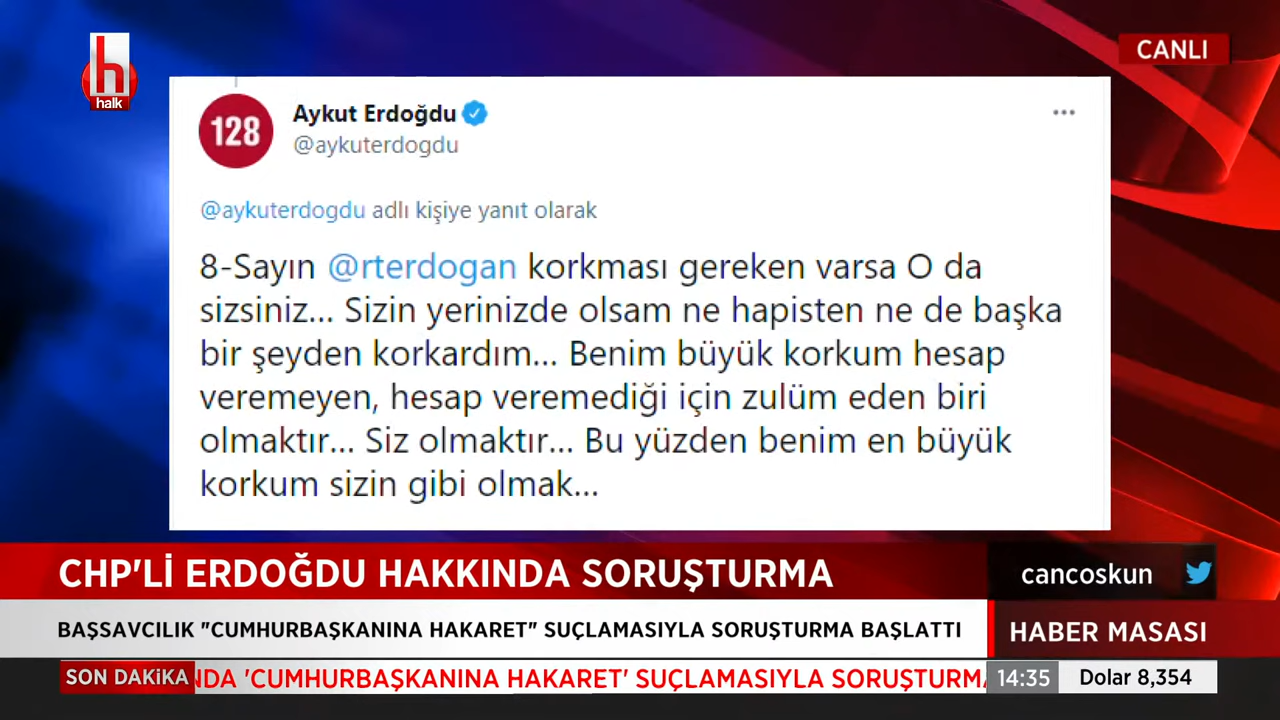 h
halk
CANLI
128
Aykut Erdoğdu
@aykuterdogdu
@aykuterdogdu adlı kişiye yanıt olarak
8-Sayın @rterdogan korkması gereken varsa O da
sizsiniz... Sizin yerinizde olsam ne hapisten ne de başka
bir şeyden korkardım... Benim büyük korkum hesap
veremeyen, hesap veremediği için zulüm eden biri
olmaktır... Siz olmaktır... Bu yüzden benim en büyük
korkum sizin gibi olmak...
CHP'Lİ ERDOĞDU HAKKINDA SORUŞTURMA
cancoskun
BAŞSAVCILIK "CUMHURBAŞKANINA HAKARET" SUÇLAMASIYLA SORUŞTURMA BAŞLATTI
HABER MASASI
SON DAKİKA
NDA 'CUMHURBAŞKANINA HAKARET' SUÇLAMASIYLA SORUŞTURMA
14:35
Dolar 8,354